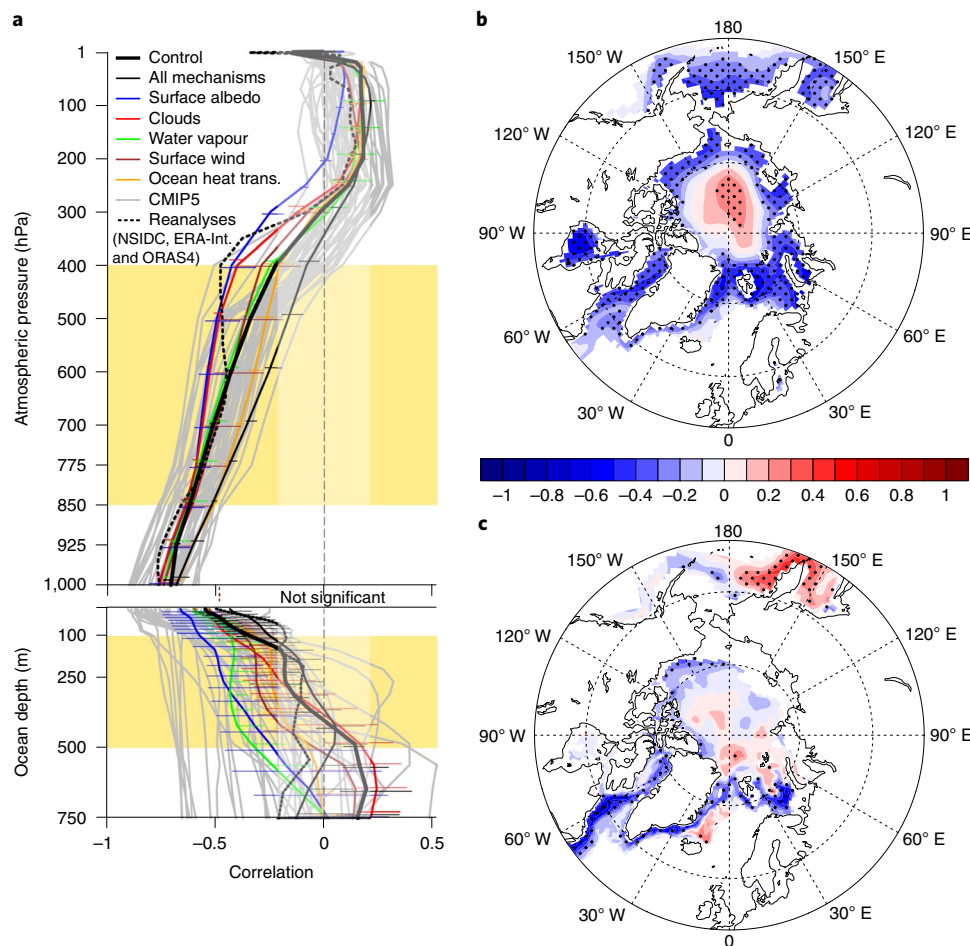 a
Atmospheric pressure (hPa)
1
100
200
300
400
500
600
700
775
850
925
1,000
Control
All mechanisms
Surface albedo
Clouds
Water vapour
Surface wind
Ocean heat trans.
CMIP5
Reanalyses
(NSIDC, ERA-Int.
and ORAS4)
Not significant
Ocean depth (m)
100
250
500
750
−1
−0.5
0
0.5
Correlation
b
180
150° W
150° E
120° W
120° E
90° W
90° E
60° W
60° E
30° W
30° E
0
−1
−0.8
−0.6
−0.4
−0.2
0
0.2
0.4
0.6
0.8
1
c
180
150° W
150° E
120° W
120° E
90° W
90° E
60° W
60° E
30° W
30° E
0